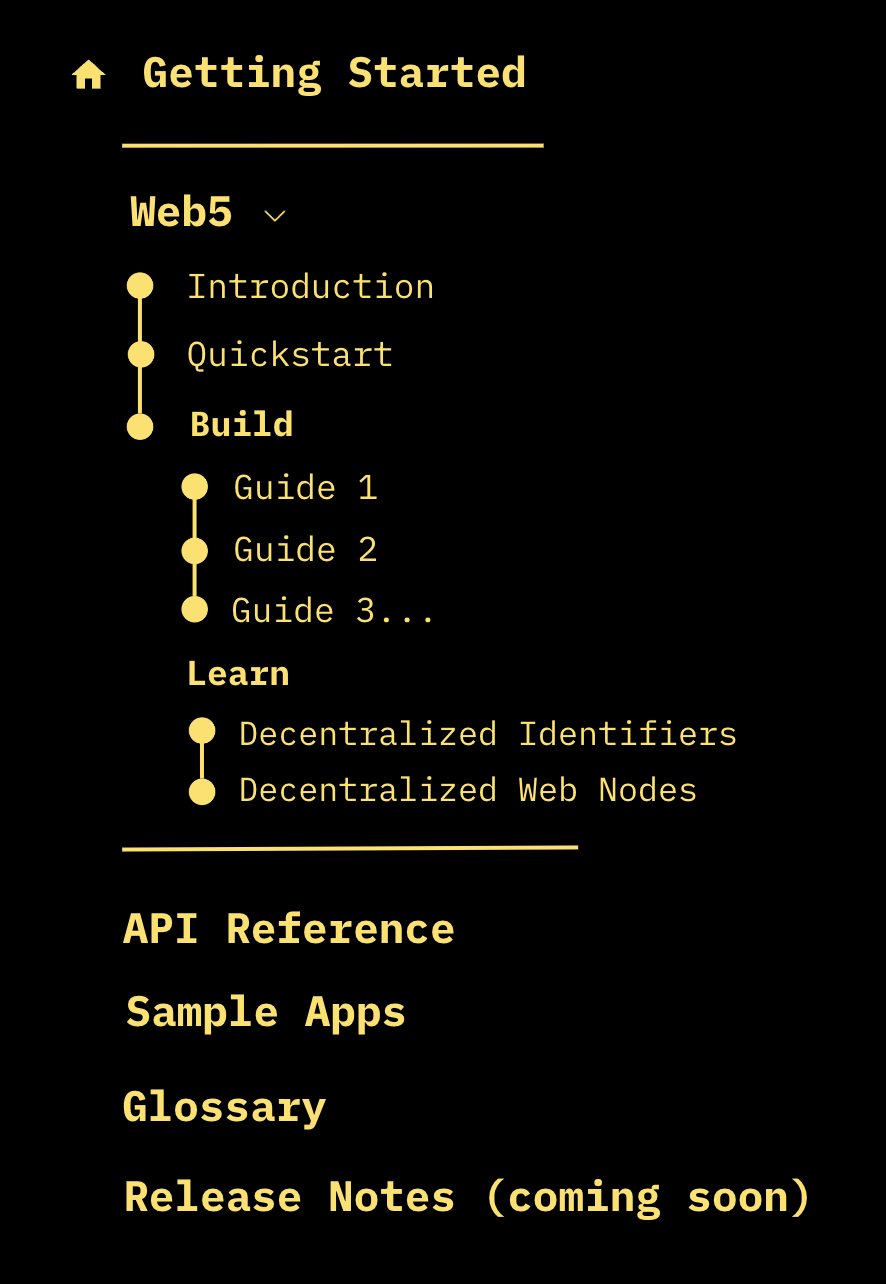 Getting Started
Web5
Introduction
Quickstart
Build
Guide 1
Guide 2
Guide 3...
Learn
Decentralized Identifiers
Decentralized Web Nodes
API Reference
Sample Apps
Glossary
Release Notes (coming soon)